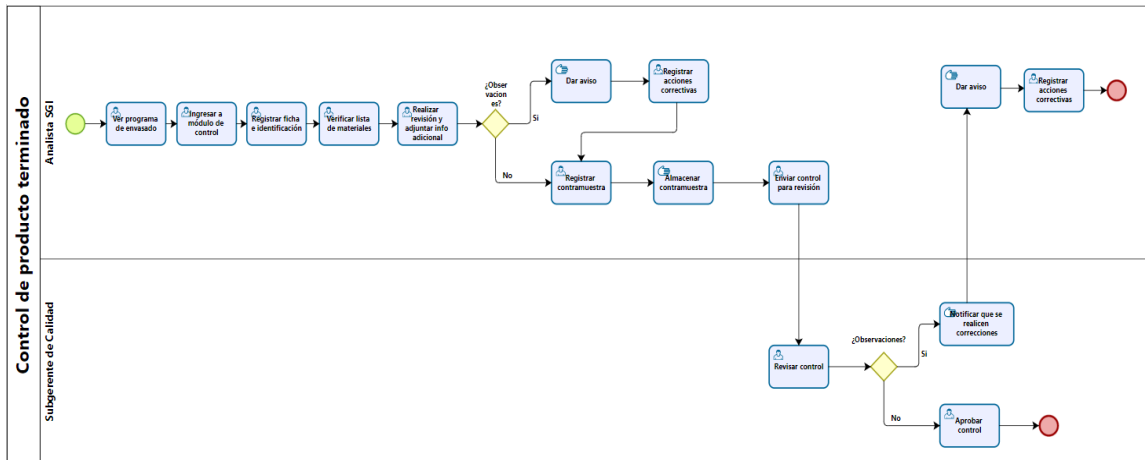 Control de producto terminado
Analista SGI
Ver programa
de envasado
Ingresar a
módulo de
control
Registrar ficha
e identificación
Verificar lista
de materiales
Realizar
revisión y
adjuntar info
adicional
¿Obser
vacion
es?
Si
No
Dar aviso
Registrar
acciones
correctivas
Registrar
contramuestra
Almacenar
contramuestra
Enviar control
para revisión
Dar aviso
Registrar
acciones
correctivas
Subgerente de Calidad
Revisar control
¿Observaciones?
Si
No
Notificar que se
realicen
correcciones
Aprobar
control